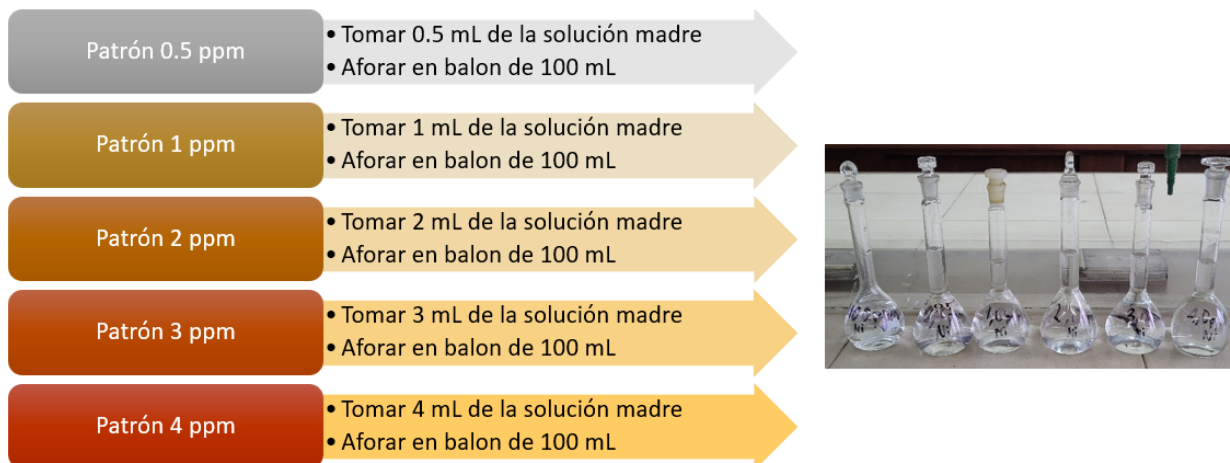 Patrón 0.5 ppm
• Tomar 0.5 mL de la solución madre
• Aforar en balon de 100 mL
Patrón 1 ppm
• Tomar 1 mL de la solución madre
• Aforar en balon de 100 mL
Patrón 2 ppm
• Tomar 2 mL de la solución madre
• Aforar en balon de 100 mL
Patrón 3 ppm
• Tomar 3 mL de la solución madre
• Aforar en balon de 100 mL
Patrón 4 ppm
• Tomar 4 mL de la solución madre
• Aforar en balon de 100 mL